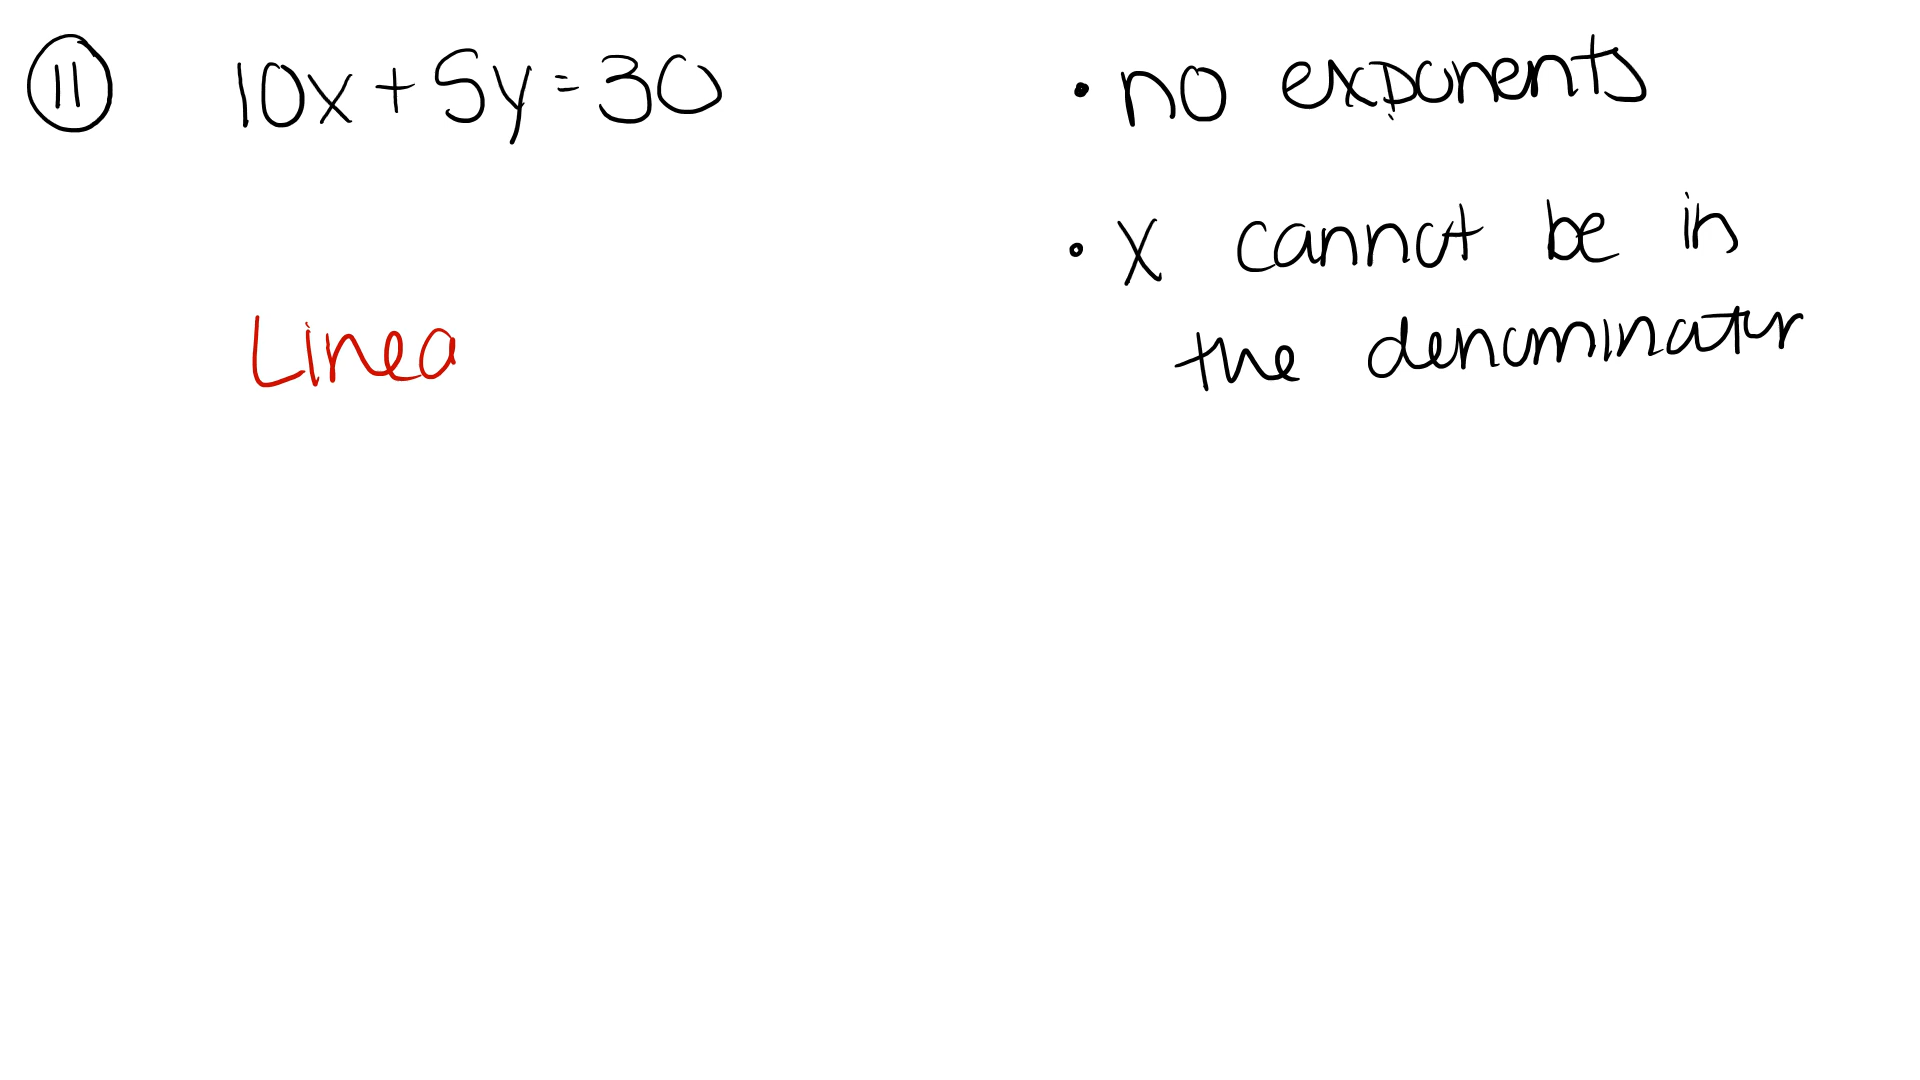 11 10x+5y=30
• no exponents
• x cannot be in
the denominator
Linea